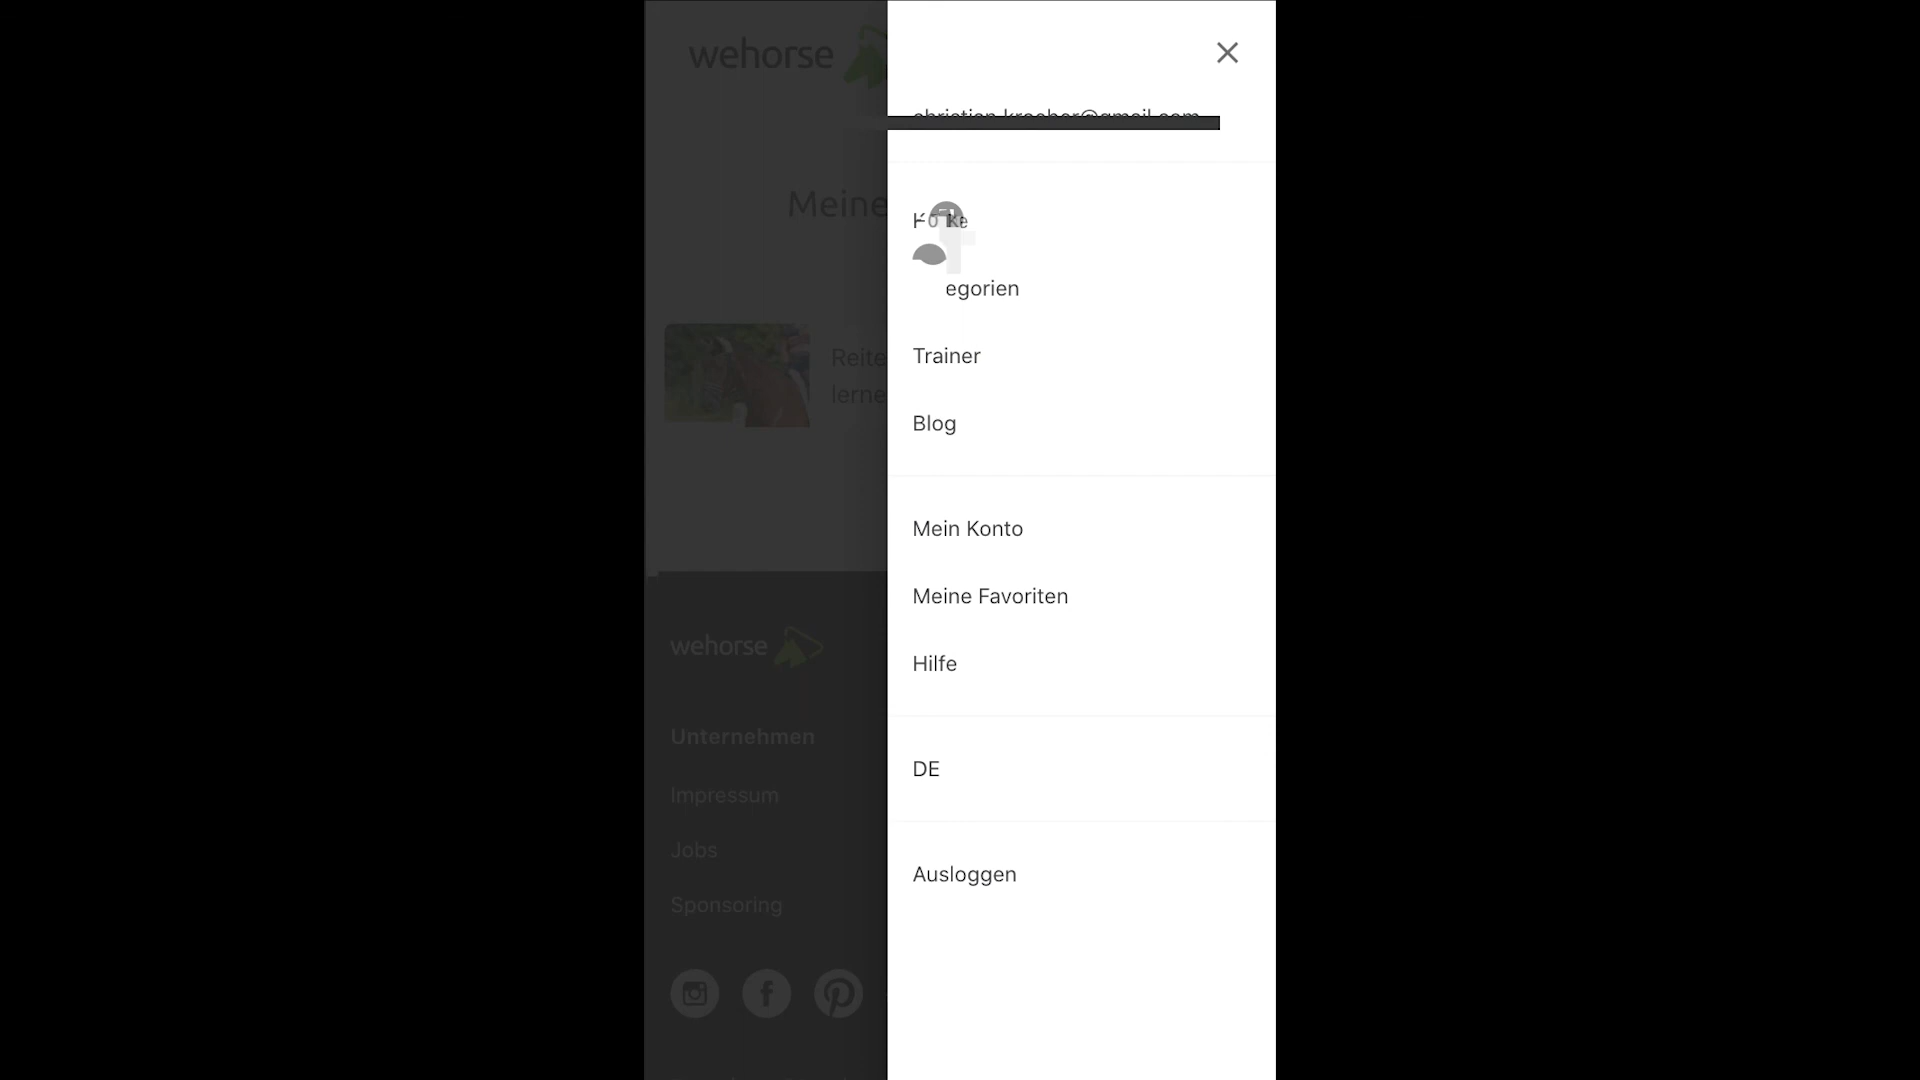 wehorse
Meine
Reite
lerne
egorien
Trainer
Blog
Mein Konto
Meine Favoriten
Hilfe
DE
Ausloggen
wehorse
Unternehmen
Impressum
Jobs
Sponsoring